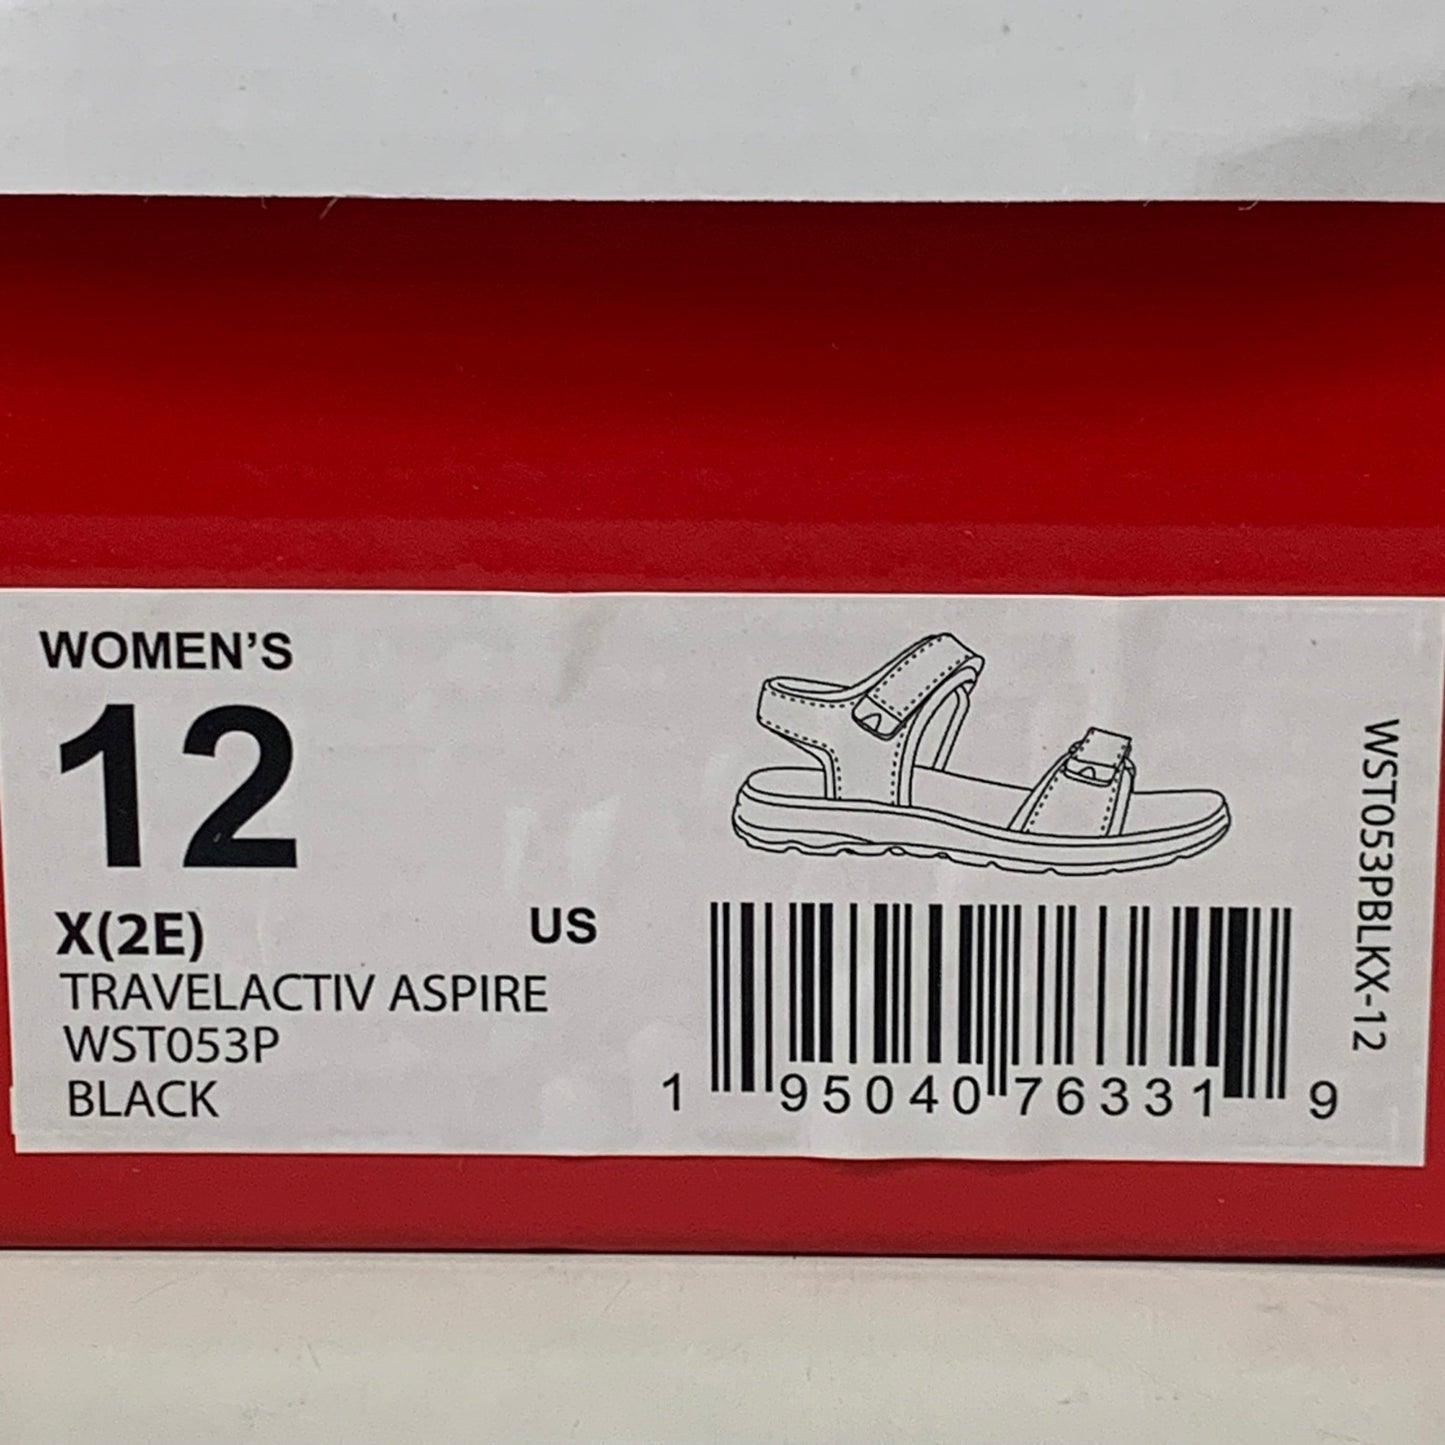 WOMEN’S
12
X(2E)
US
TRAVELACTIV ASPIRE
WST053P
BLACK
1 95040 76331 9
WST053PBLKX-12